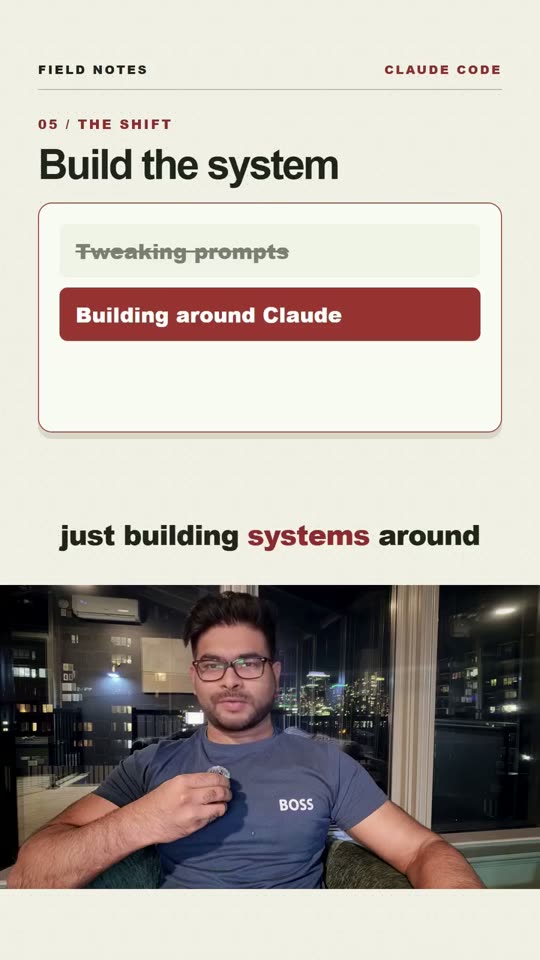 FIELD NOTES
CLAUDE CODE
05 / THE SHIFT
Build the system
Tweaking prompts
Building around Claude
just building systems around
BOSS